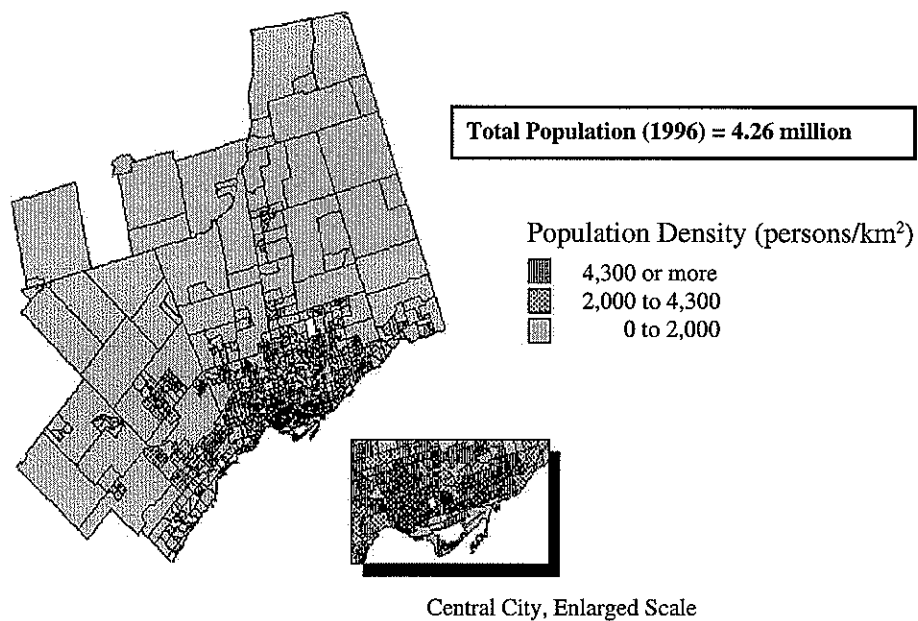 Total Population (1996) = 4.26 million
Population Density (persons/km²)
4,300 or more
2,000 to 4,300
0 to 2,000
Central City, Enlarged Scale